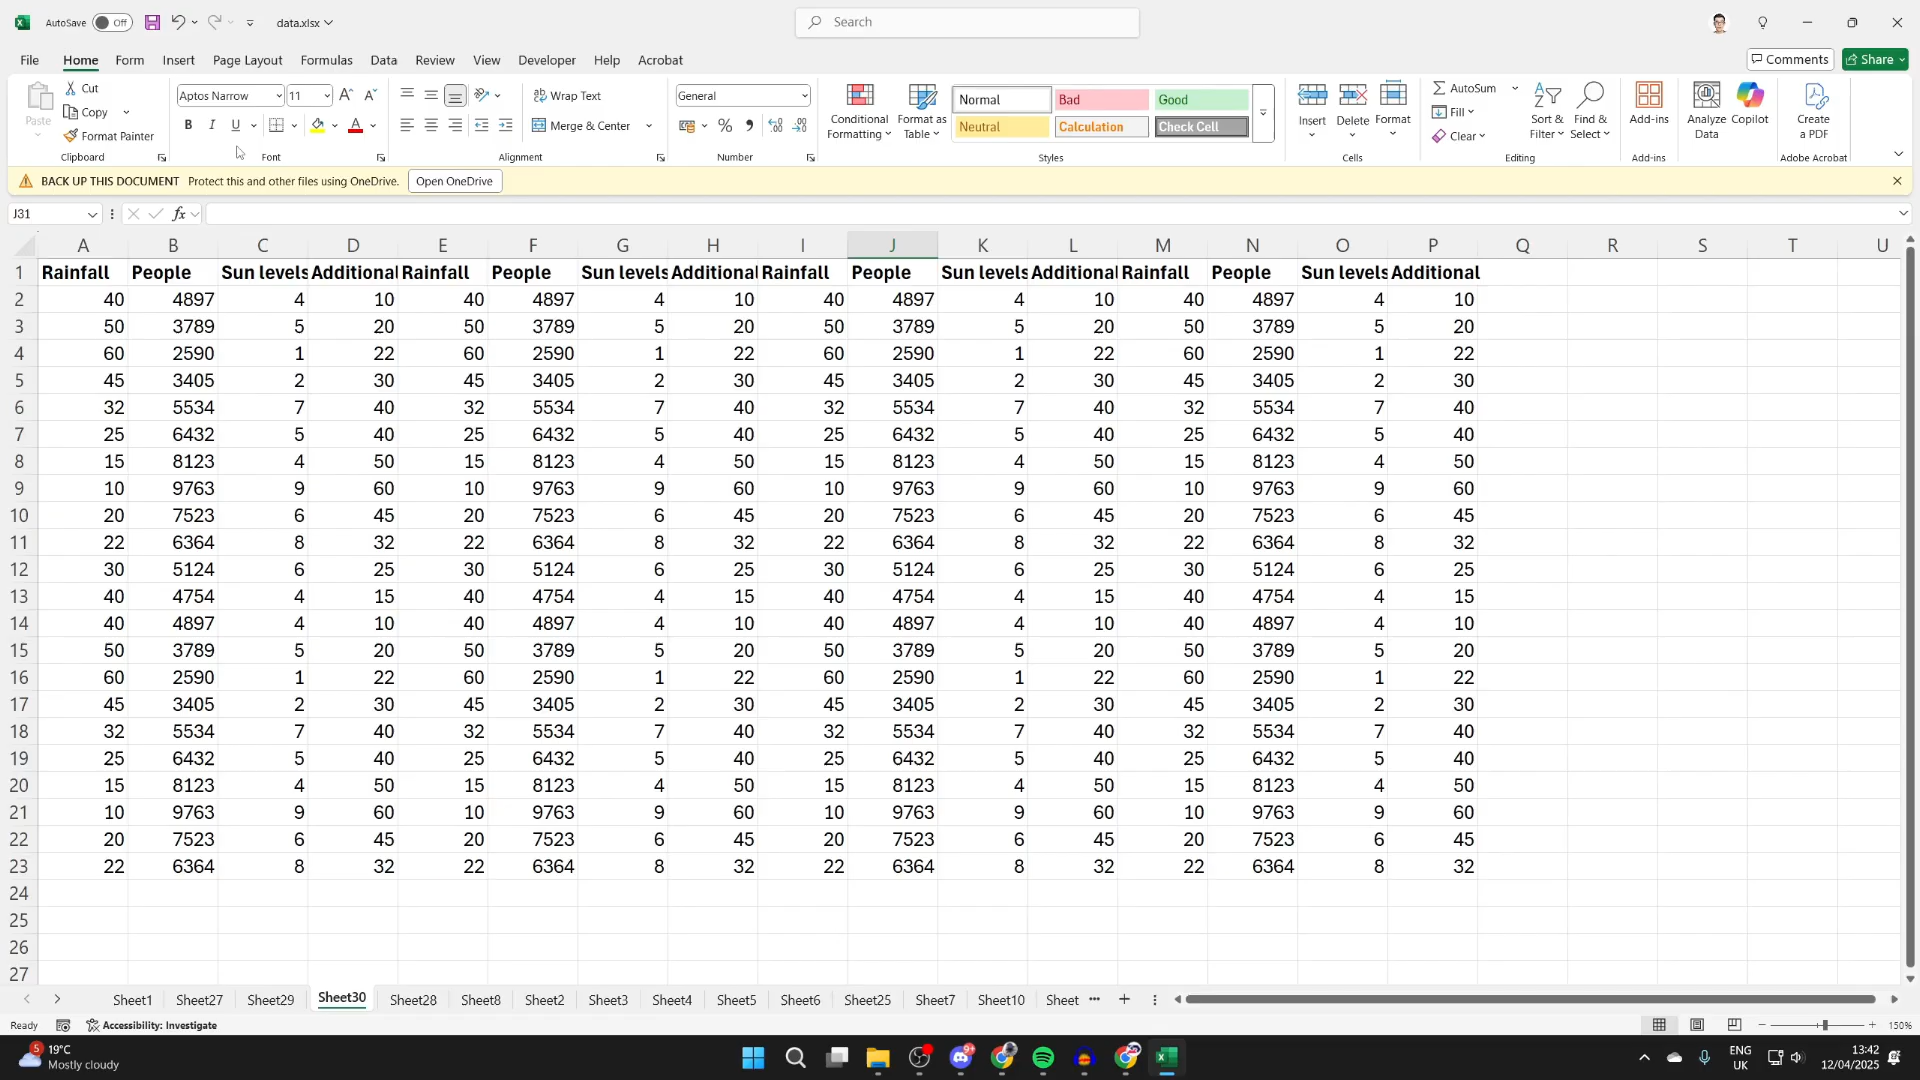 AutoSave Off data.xlsx Search
File Home Form Insert Page Layout Formulas Data Review View Developer Help Acrobat Comments Share
Paste Cut Copy Format Painter Clipboard
Aptos Narrow 11 B I U Font
Wrap Text Merge & Center Alignment
General % Number
Conditional Formatting Format as Table Normal Bad Good Neutral Calculation Check Cell Styles
Insert Delete Format Cells
AutoSum Fill Clear Sort & Filter Find & Select Editing
Add-ins Add-ins
Analyze Data Copilot
Create a PDF Adobe Acrobat
BACK UP THIS DOCUMENT Protect this and other files using OneDrive. Open OneDrive
J31 fx
A B C D E F G H I J K L M N O P Q R S T U
1 Rainfall People Sun levels Additional Rainfall People Sun levels Additional Rainfall People Sun levels Additional Rainfall People Sun levels Additional
2 40 4897 4 10 40 4897 4 10 40 4897 4 10 40 4897 4 10
3 50 3789 5 20 50 3789 5 20 50 3789 5 20 50 3789 5 20
4 60 2590 1 22 60 2590 1 22 60 2590 1 22 60 2590 1 22
5 45 3405 2 30 45 3405 2 30 45 3405 2 30 45 3405 2 30
6 32 5534 7 40 32 5534 7 40 32 5534 7 40 32 5534 7 40
7 25 6432 5 40 25 6432 5 40 25 6432 5 40 25 6432 5 40
8 15 8123 4 50 15 8123 4 50 15 8123 4 50 15 8123 4 50
9 10 9763 9 60 10 9763 9 60 10 9763 9 60 10 9763 9 60
10 20 7523 6 45 20 7523 6 45 20 7523 6 45 20 7523 6 45
11 22 6364 8 32 22 6364 8 32 22 6364 8 32 22 6364 8 32
12 30 5124 6 25 30 5124 6 25 30 5124 6 25 30 5124 6 25
13 40 4754 4 15 40 4754 4 15 40 4754 4 15 40 4754 4 15
14 40 4897 4 10 40 4897 4 10 40 4897 4 10 40 4897 4 10
15 50 3789 5 20 50 3789 5 20 50 3789 5 20 50 3789 5 20
16 60 2590 1 22 60 2590 1 22 60 2590 1 22 60 2590 1 22
17 45 3405 2 30 45 3405 2 30 45 3405 2 30 45 3405 2 30
18 32 5534 7 40 32 5534 7 40 32 5534 7 40 32 5534 7 40
19 25 6432 5 40 25 6432 5 40 25 6432 5 40 25 6432 5 40
20 15 8123 4 50 15 8123 4 50 15 8123 4 50 15 8123 4 50
21 10 9763 9 60 10 9763 9 60 10 9763 9 60 10 9763 9 60
22 20 7523 6 45 20 7523 6 45 20 7523 6 45 20 7523 6 45
23 22 6364 8 32 22 6364 8 32 22 6364 8 32 22 6364 8 32
24
25
26
27
Sheet1 Sheet27 Sheet29 Sheet30 Sheet28 Sheet8 Sheet2 Sheet3 Sheet4 Sheet5 Sheet6 Sheet25 Sheet7 Sheet10 Sheet ...
Ready Accessibility: Investigate 150%
5 19°C ENG 13:42
Mostly cloudy UK 12/04/2025